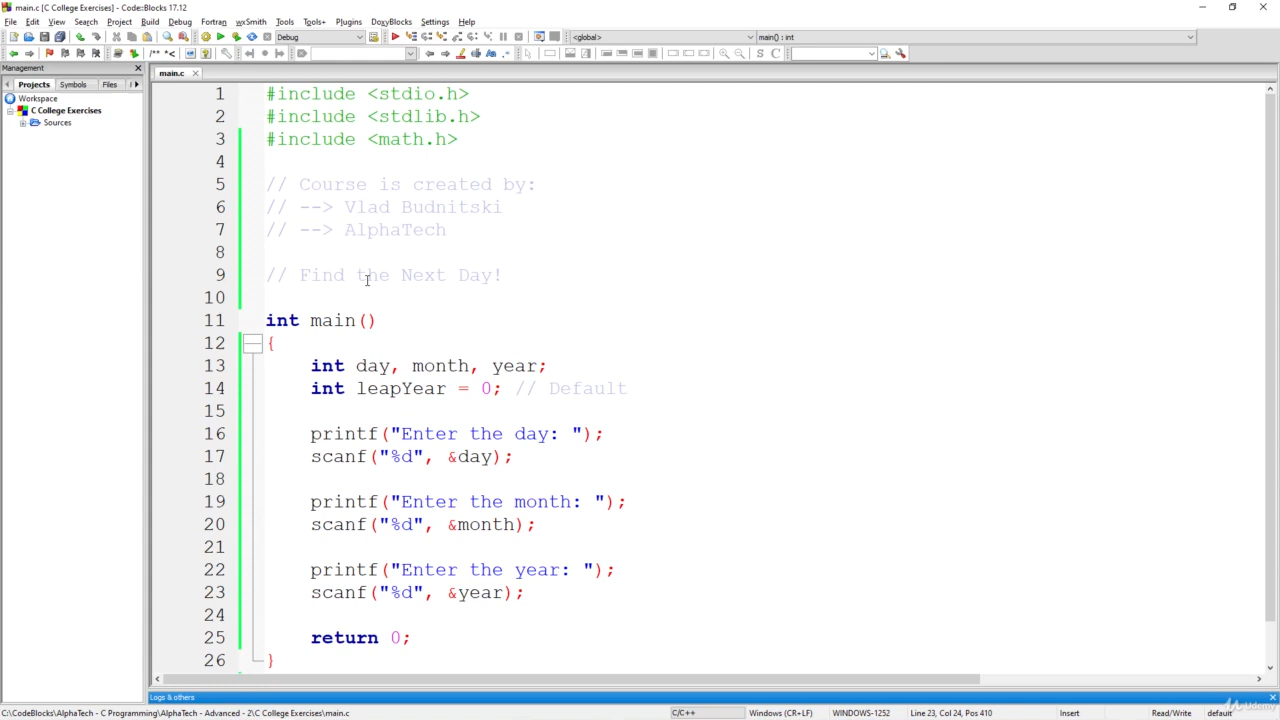 main.c [C College Exercises] - Code::Blocks 17.12
File Edit View Search Project Build Debug Fortran wxSmith Tools Tools+ Plugins DoxyBlocks Settings Help
Debug <global> main() : int
/** *<
Management
Projects Symbols Files
Workspace
C College Exercises
Sources
main.c
1 #include <stdio.h>
2 #include <stdlib.h>
3 #include <math.h>
4
5 // Course is created by:
6 // --> Vlad Budnitski
7 // --> AlphaTech
8
9 // Find the Next Day!
10
11 int main()
12 {
13 int day, month, year;
14 int leapYear = 0; // Default
15
16 printf("Enter the day: ");
17 scanf("%d", &day);
18
19 printf("Enter the month: ");
20 scanf("%d", &month);
21
22 printf("Enter the year: ");
23 scanf("%d", &year);
24
25 return 0;
26 }
Logs & others
C:\CodeBlocks\AlphaTech - C Programming\AlphaTech - Advanced - 2\C College Exercises\main.c C/C++ Windows (CR+LF) WINDOWS-1252 Line 23, Col 24, Pos 410 Insert Read/Write default
Udemy